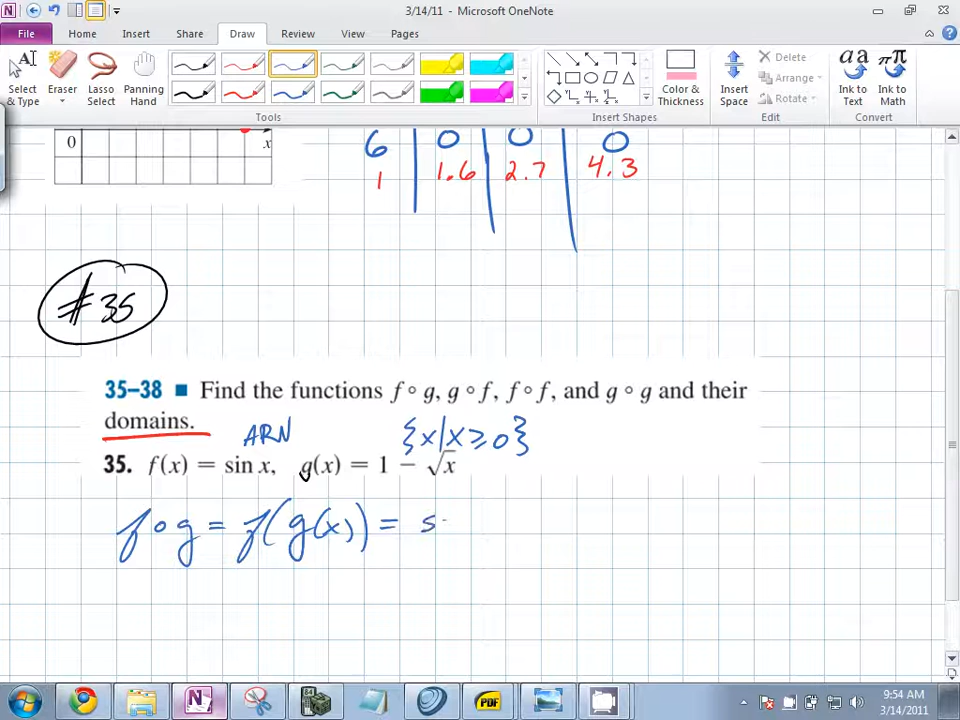 3/14/11 - Microsoft OneNote
File Home Insert Share Draw Review View Pages
Select & Type Eraser Lasso Select Panning Hand
Color & Thickness Insert Space Delete Arrange Rotate Ink to Text Ink to Math
Tools Insert Shapes Edit Convert
0 x 6 0 0 0
1 1.6 2.7 4.3
#35
35–38 ■ Find the functions f ∘ g, g ∘ f, f ∘ f, and g ∘ g and their
domains. ARN {x|x≥0}
35. f(x) = sin x, g(x) = 1 − √x
f∘g = f(g(x)) = s
PDF
9:54 AM
3/14/2011